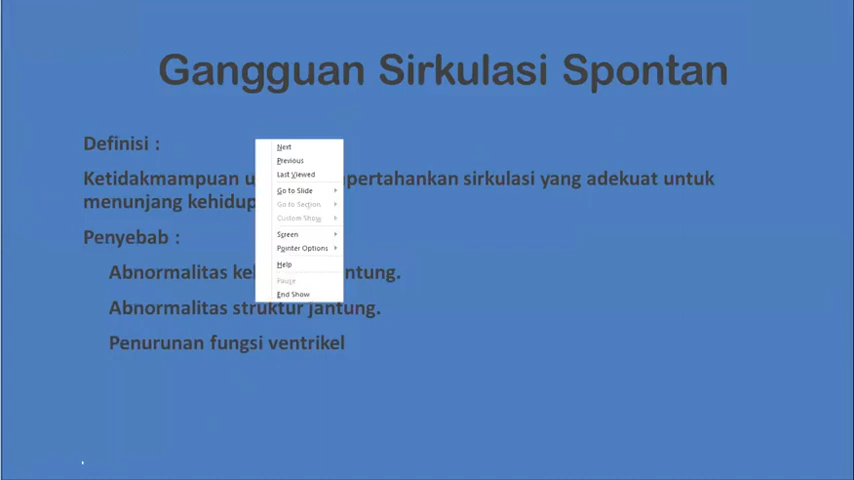 Gangguan Sirkulasi Spontan
Definisi :
Ketidakmampuan mpertahankan sirkulasi yang adekuat untuk
menunjang kehidup
Penyebab :
Abnormalitas ntung.
Abnormalitas struktur jantung.
Penurunan fungsi ventrikel
Next
Previous
Last Viewed
Go to Slide
Go to Section
Custom Show
Screen
Pointer Options
Help
Pause
End Show